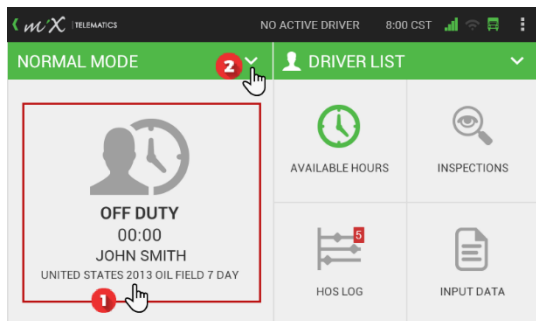 mix TELEMATICS
NO ACTIVE DRIVER
8:00 CST
NORMAL MODE
2
DRIVER LIST
OFF DUTY
00:00
JOHN SMITH
UNITED STATES 2013 OIL FIELD 7 DAY
1
AVAILABLE HOURS
INSPECTIONS
5
HOS LOG
INPUT DATA